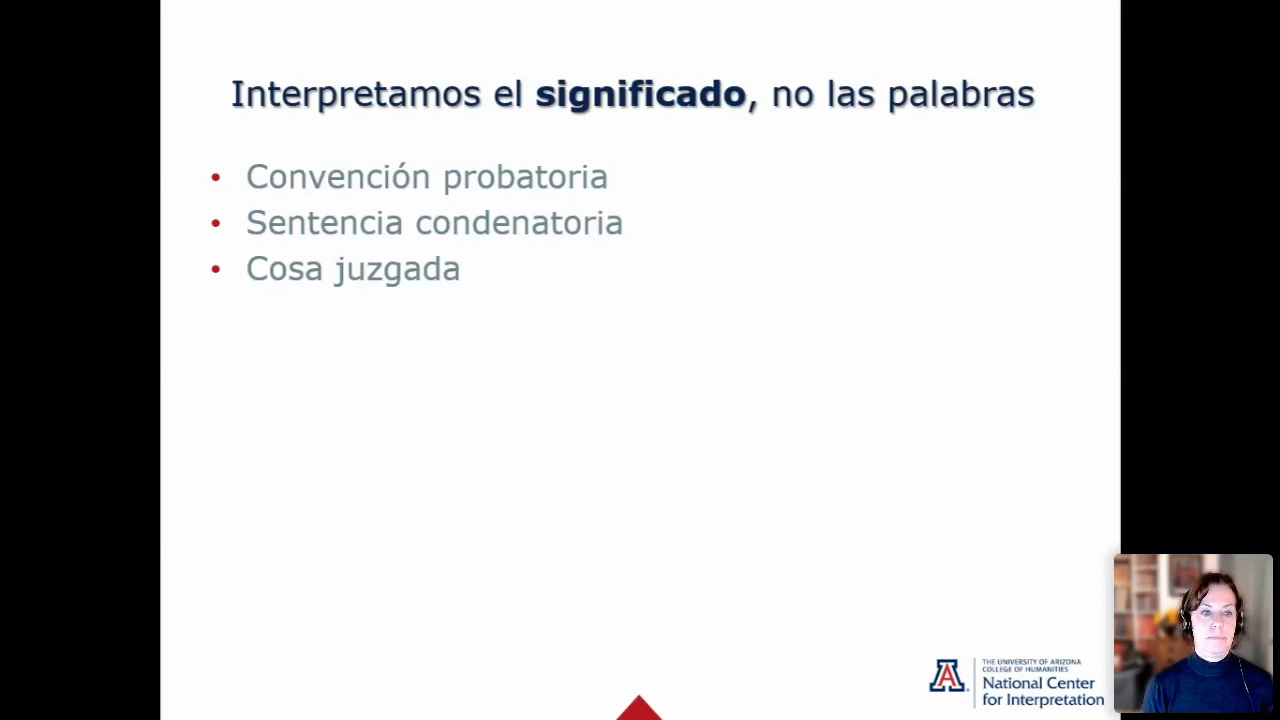 Interpretamos el significado, no las palabras
• Convención probatoria
• Sentencia condenatoria
• Cosa juzgada
THE UNIVERSITY OF ARIZONA
COLLEGE OF HUMANITIES
National Center
for Interpretation